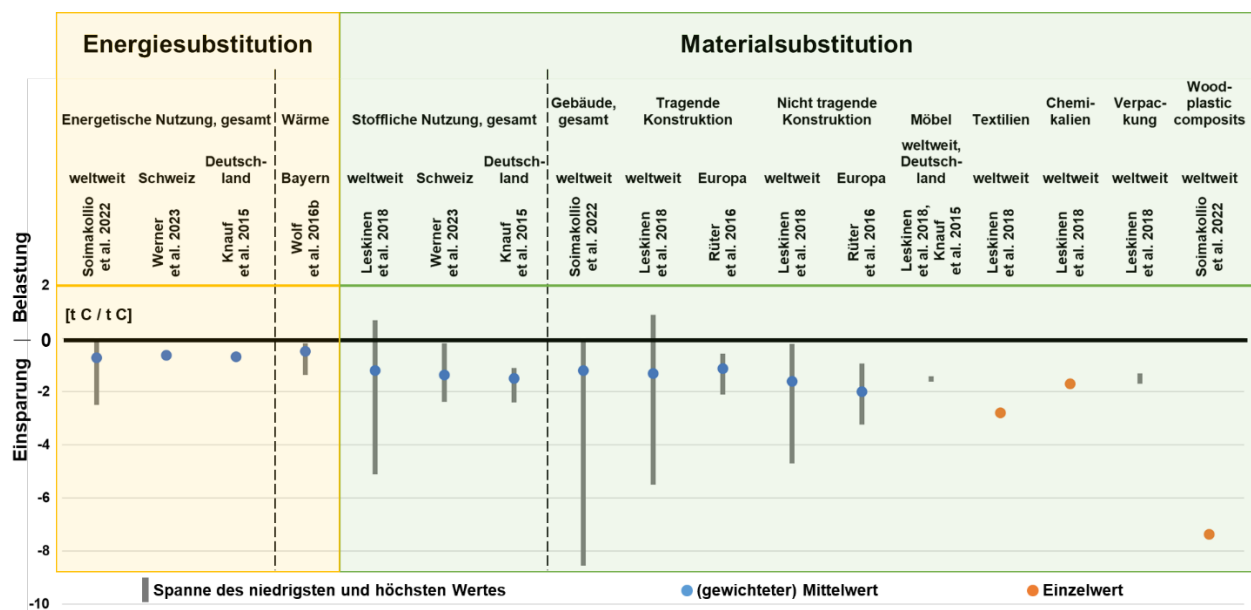 Energiesubstitution
Materialsubstitution
Energetische Nutzung, gesamt
Wärme
Stoffliche Nutzung, gesamt
Gebäude,
gesamt
Tragende
Konstruktion
Nicht tragende
Konstruktion
Möbel
Textilien
Chemi-
kalien
Verpac-
kung
Wood-
plastic
composits
weltweit
Schweiz
Deutsch-
land
Bayern
weltweit
Schweiz
Deutsch-
land
weltweit
weltweit
Europa
weltweit
Europa
weltweit,
Deutsch-
land
weltweit
weltweit
weltweit
weltweit
Soimakollio
et al. 2022
Werner
et al. 2023
Knauf
et al. 2015
Wolf
et al. 2016b
Leskinen
et al. 2018
Werner
et al. 2023
Knauf
et al. 2015
Soimakollio
et al. 2022
Leskinen
et al. 2018
Rüter
et al. 2016
Leskinen
et al. 2018
Rüter
et al. 2016
Leskinen
et al. 2018,
Knauf
et al. 2015
Leskinen
et al. 2018
Leskinen
et al. 2018
Leskinen
et al. 2018
Soimakollio
et al. 2022
Einsparung | Belastung
[t C / t C]
2
0
-2
-4
-6
-8
-10
Spanne des niedrigsten und höchsten Wertes
(gewichteter) Mittelwert
Einzelwert